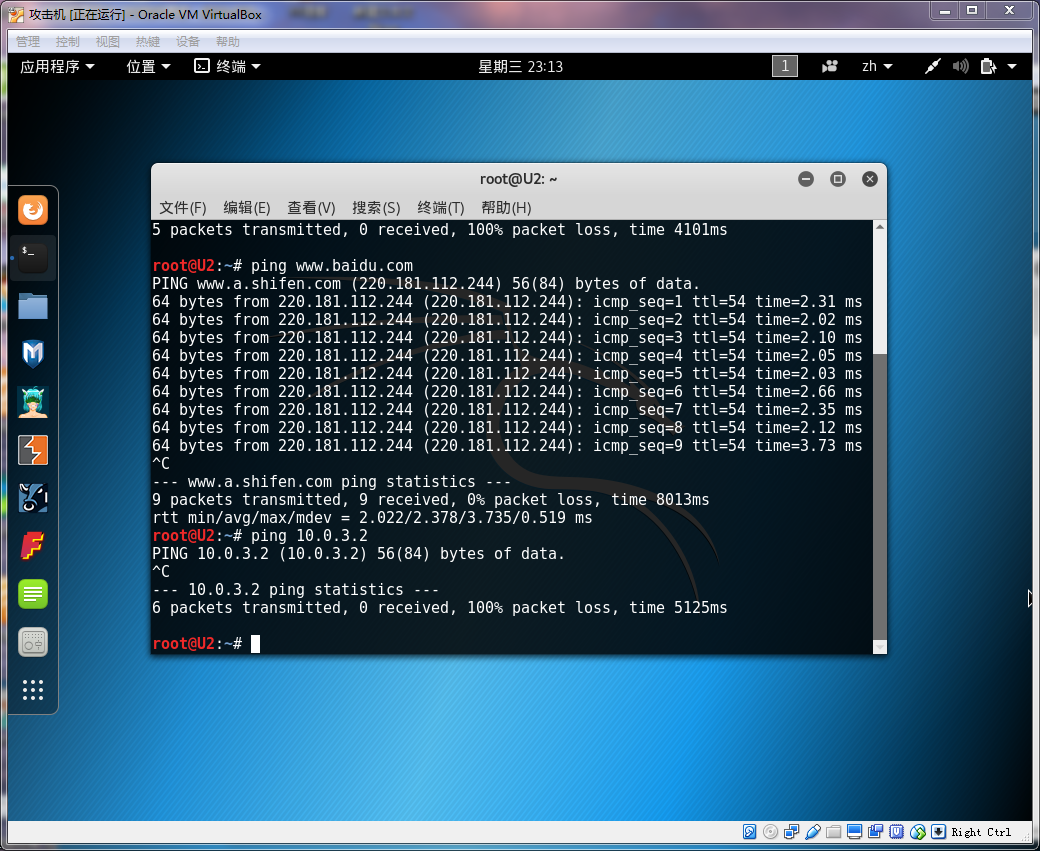 攻击机 [正在运行] - Oracle VM VirtualBox
管理 控制 视图 热键 设备 帮助
应用程序 位置 终端 星期三 23:13 1 zh
root@U2: ~
文件(F) 编辑(E) 查看(V) 搜索(S) 终端(T) 帮助(H)
5 packets transmitted, 0 received, 100% packet loss, time 4101ms
root@U2:~# ping www.baidu.com
PING www.a.shifen.com (220.181.112.244) 56(84) bytes of data.
64 bytes from 220.181.112.244 (220.181.112.244): icmp_seq=1 ttl=54 time=2.31 ms
64 bytes from 220.181.112.244 (220.181.112.244): icmp_seq=2 ttl=54 time=2.02 ms
64 bytes from 220.181.112.244 (220.181.112.244): icmp_seq=3 ttl=54 time=2.10 ms
64 bytes from 220.181.112.244 (220.181.112.244): icmp_seq=4 ttl=54 time=2.05 ms
64 bytes from 220.181.112.244 (220.181.112.244): icmp_seq=5 ttl=54 time=2.03 ms
64 bytes from 220.181.112.244 (220.181.112.244): icmp_seq=6 ttl=54 time=2.66 ms
64 bytes from 220.181.112.244 (220.181.112.244): icmp_seq=7 ttl=54 time=2.35 ms
64 bytes from 220.181.112.244 (220.181.112.244): icmp_seq=8 ttl=54 time=2.12 ms
64 bytes from 220.181.112.244 (220.181.112.244): icmp_seq=9 ttl=54 time=3.73 ms
^C
--- www.a.shifen.com ping statistics ---
9 packets transmitted, 9 received, 0% packet loss, time 8013ms
rtt min/avg/max/mdev = 2.022/2.378/3.735/0.519 ms
root@U2:~# ping 10.0.3.2
PING 10.0.3.2 (10.0.3.2) 56(84) bytes of data.
^C
--- 10.0.3.2 ping statistics ---
6 packets transmitted, 0 received, 100% packet loss, time 5125ms
root@U2:~#
Right Ctrl